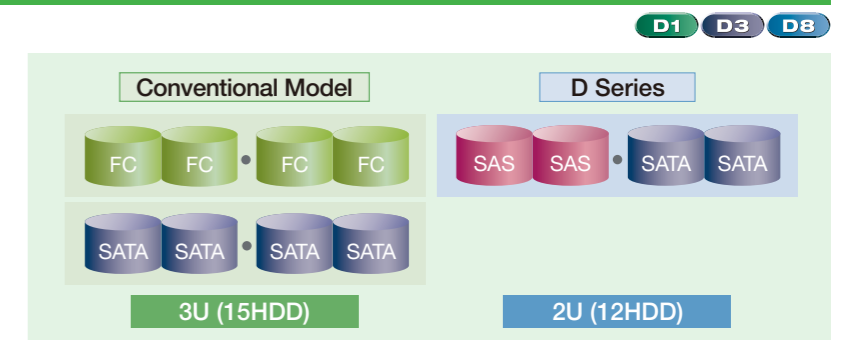 D1 D3 D8
Conventional Model
D Series
FC FC • FC FC
SAS SAS • SATA SATA
SATA SATA • SATA SATA
3U (15HDD)
2U (12HDD)